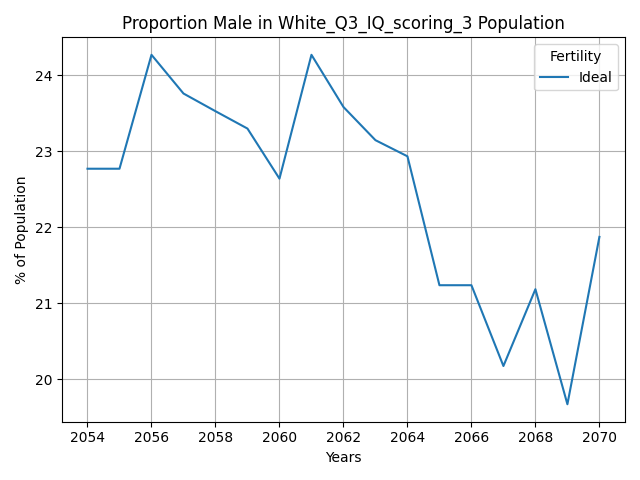 Proportion Male in White_Q3_IQ_scoring_3 Population
Fertility
Ideal
% of Population
24
23
22
21
20
2054 2056 2058 2060 2062 2064 2066 2068 2070
Years